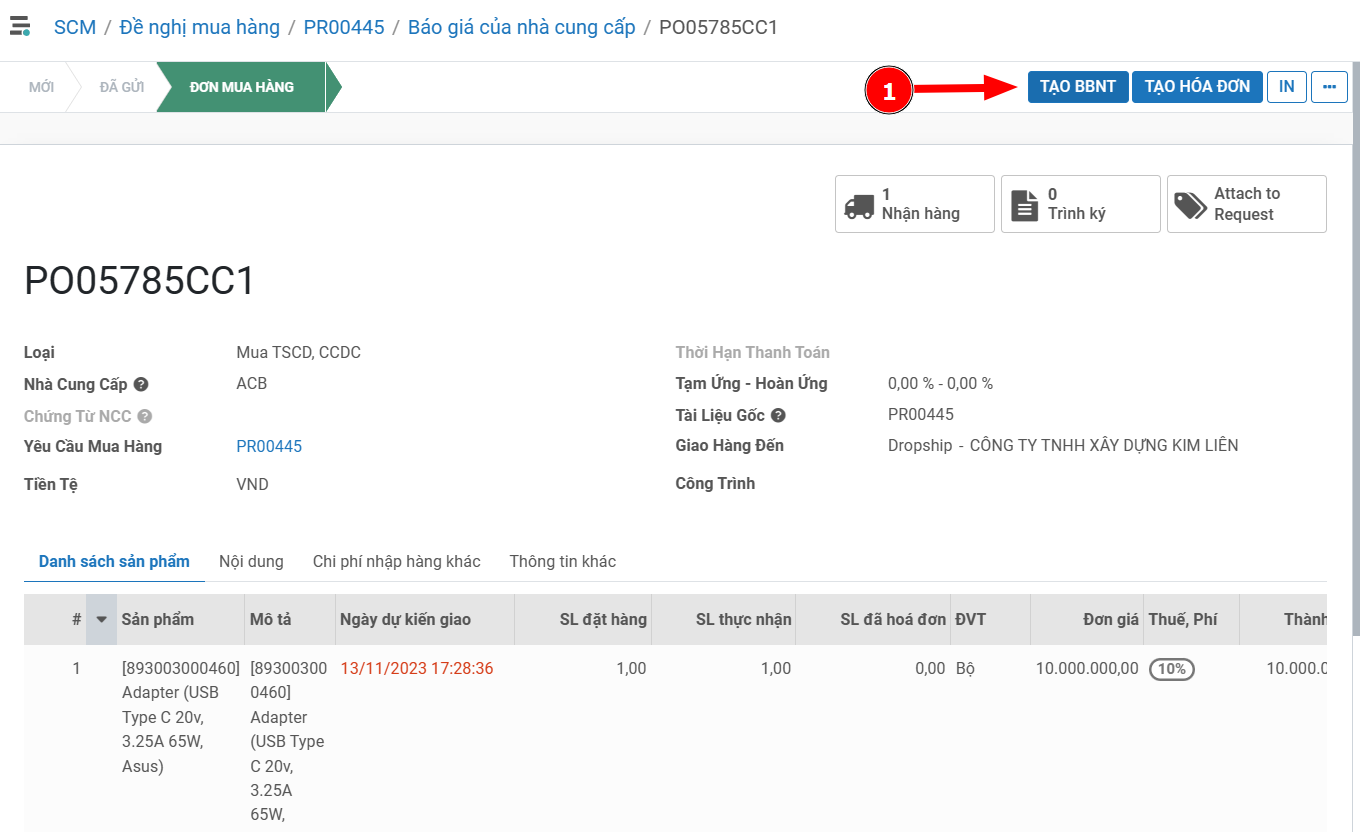 SCM / Đề nghị mua hàng / PR00445 / Báo giá của nhà cung cấp / PO05785CC1
MỚI ĐÃ GỬI ĐƠN MUA HÀNG 1 TẠO BBNT TẠO HÓA ĐƠN IN ···
1
Nhận hàng
0
Trình ký
Attach to
Request
PO05785CC1
Loại Mua TSCD, CCDC
Nhà Cung Cấp ? ACB
Chứng Từ NCC ?
Yêu Cầu Mua Hàng PR00445
Tiền Tệ VND
Thời Hạn Thanh Toán
Tạm Ứng - Hoàn Ứng 0,00 % - 0,00 %
Tài Liệu Gốc ? PR00445
Giao Hàng Đến Dropship - CÔNG TY TNHH XÂY DỰNG KIM LIÊN
Công Trình
Danh sách sản phẩm Nội dung Chi phí nhập hàng khác Thông tin khác
# Sản phẩm Mô tả Ngày dự kiến giao SL đặt hàng SL thực nhận SL đã hoá đơn ĐVT Đơn giá Thuế, Phí Thành
1 [893003000460] [89300300 13/11/2023 17:28:36 1,00 1,00 0,00 Bộ 10.000.000,00 10% 10.000.0
Adapter (USB 0460]
Type C 20v, Adapter
3.25A 65W, (USB Type
Asus) C 20v,
3.25A
65W,